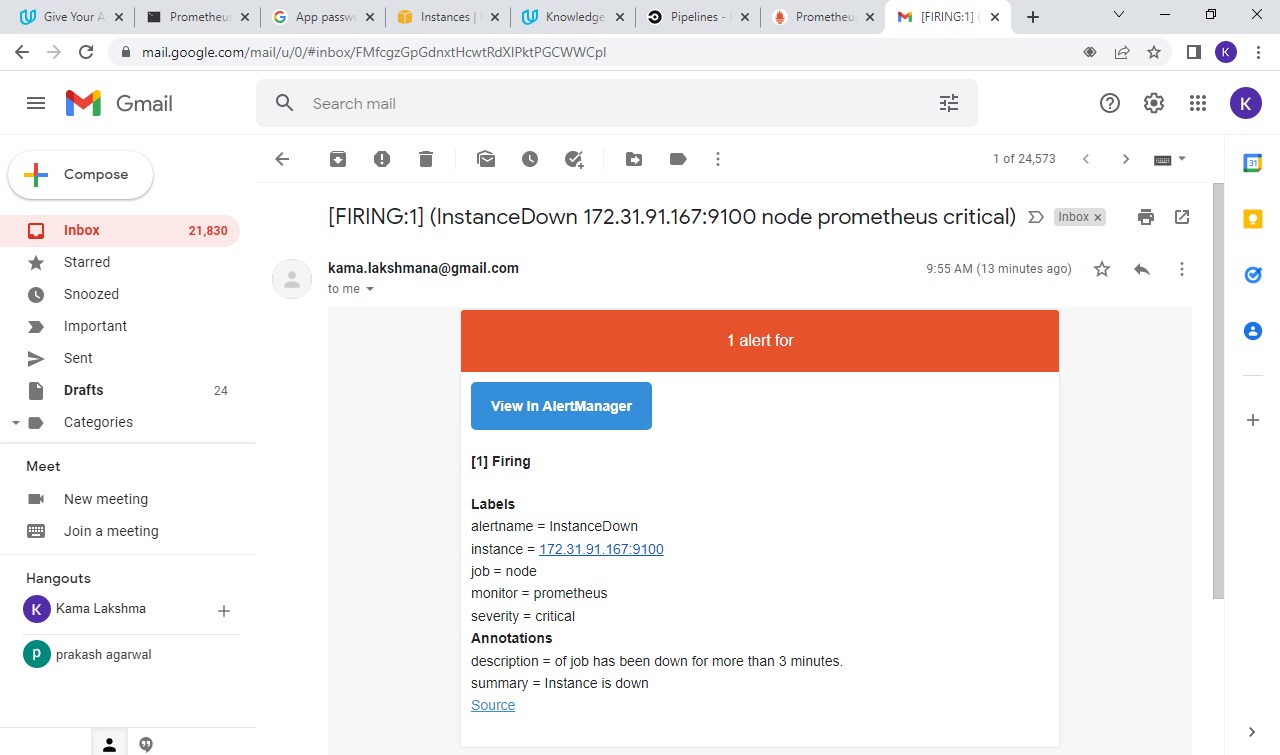 Give Your A
Prometheus
G App passwo
Instances |
Knowledge
Pipelines -
Prometheus
[FIRING:1] (
mail.google.com/mail/u/0/#inbox/FMfcgzGpGdnxtHcwtRdXlPktPGCWWCpl
K
Gmail
Search mail
K
Compose
1 of 24,573
31
Inbox 21,830
Starred
Snoozed
Important
Sent
Drafts 24
Categories
Meet
New meeting
Join a meeting
Hangouts
K Kama Lakshma
p prakash agarwal
[FIRING:1] (InstanceDown 172.31.91.167:9100 node prometheus critical)
Inbox x
kama.lakshmana@gmail.com
9:55 AM (13 minutes ago)
to me
1 alert for
View In AlertManager
[1] Firing
Labels
alertname = InstanceDown
instance = 172.31.91.167:9100
job = node
monitor = prometheus
severity = critical
Annotations
description = of job has been down for more than 3 minutes.
summary = Instance is down
Source